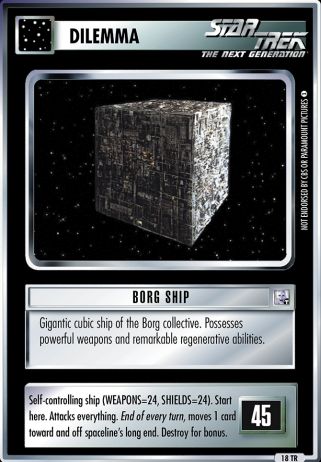 DILEMMA
STAR TREK
THE NEXT GENERATION
NOT ENDORSED BY CBS OR PARAMOUNT PICTURES
BORG SHIP
Gigantic cubic ship of the Borg collective. Possesses
powerful weapons and remarkable regenerative abilities.
Self-controlling ship (WEAPONS=24, SHIELDS=24). Start
here. Attacks everything. End of every turn, moves 1 card
toward and off spaceline's long end. Destroy for bonus.
45
18 TR